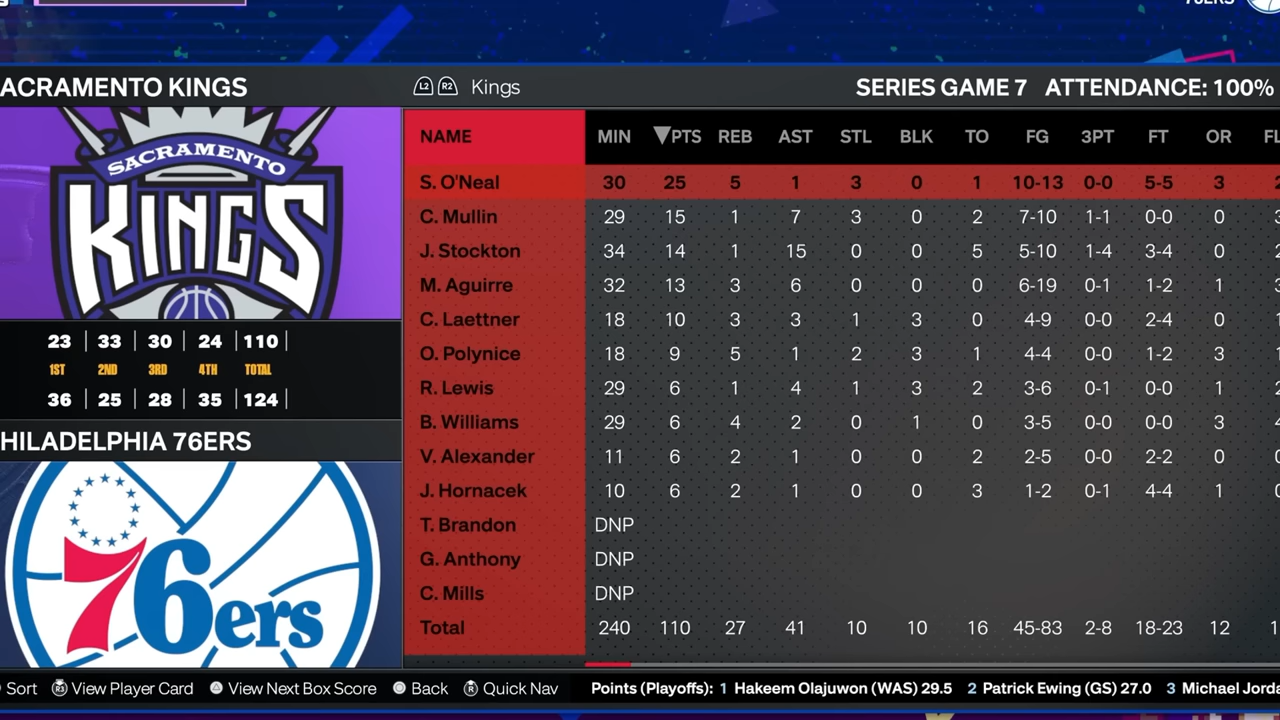 76ERS
ACRAMENTO KINGS
L2 R2 Kings
SERIES GAME 7 ATTENDANCE: 100%
SACRAMENTO
KINGS
23 33 30 24 110
1ST 2ND 3RD 4TH TOTAL
36 25 28 35 124
HILADELPHIA 76ERS
76ers
NAME MIN PTS REB AST STL BLK TO FG 3PT FT OR
S. O'Neal 30 25 5 1 3 0 1 10-13 0-0 5-5 3
C. Mullin 29 15 1 7 3 0 2 7-10 1-1 0-0 0
J. Stockton 34 14 1 15 0 0 5 5-10 1-4 3-4 0
M. Aguirre 32 13 3 6 0 0 0 6-19 0-1 1-2 1
C. Laettner 18 10 3 3 1 3 0 4-9 0-0 2-4 0
O. Polynice 18 9 5 1 2 3 1 4-4 0-0 1-2 3
R. Lewis 29 6 1 4 1 3 2 3-6 0-1 0-0 1
B. Williams 29 6 4 2 0 1 0 3-5 0-0 0-0 3
V. Alexander 11 6 2 1 0 0 2 2-5 0-0 2-2 0
J. Hornacek 10 6 2 1 0 0 3 1-2 0-1 4-4 1
T. Brandon DNP
G. Anthony DNP
C. Mills DNP
Total 240 110 27 41 10 10 16 45-83 2-8 18-23 12
Sort R3 View Player Card View Next Box Score Back R Quick Nav Points (Playoffs): 1 Hakeem Olajuwon (WAS) 29.5 2 Patrick Ewing (GS) 27.0 3 Michael Jorda